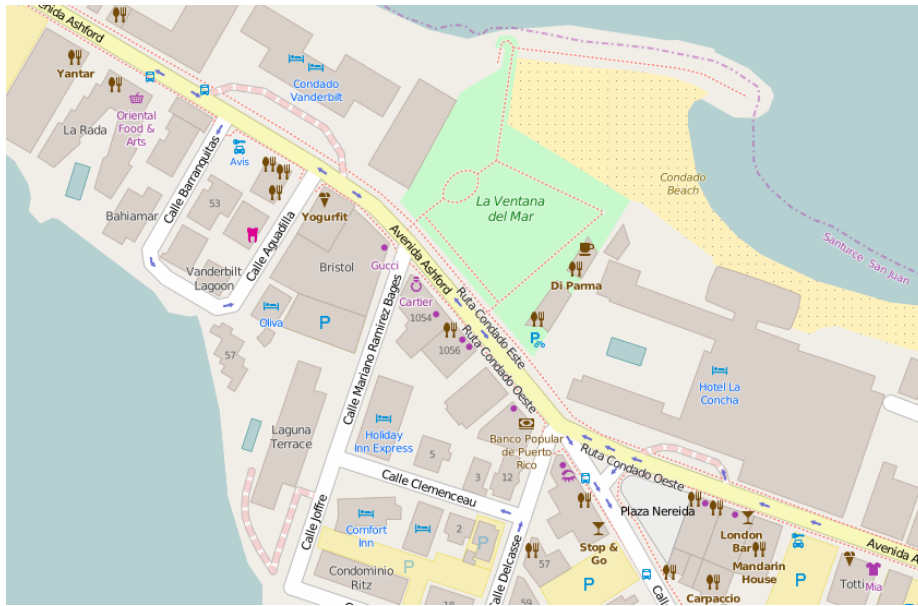 Avenida Ashford
Yantar
Condado
Vanderbilt
Oriental
Food &
Arts
La Rada
Avis
Calle Barranquitas
Condado
Beach
53
Bahiamar
Yogurfit
La Ventana
del Mar
Calle Aguadilla
Avenida Ashford
Santurce
San Juan
Vanderbilt
Lagoon
Bristol
Gucci
Cartier
Di Parma
1054
Ruta Condado Este
Oliva
P
P
1056
Ruta Condado Oeste
57
Calle Mariano Ramírez Bages
Hotel La
Concha
Laguna
Terrace
Holiday
Inn Express
Banco Popular
de Puerto
Rico
5
3
12
Ruta Condado Oeste
Calle Clemenceau
Plaza Nereida
Calle Joffre
Comfort
Inn
2
P
London
Bar
Avenida A
Stop &
Go
Mandarin
House
P
57
P
P
Condominio
Ritz
Calle Delcasse
Totti
Mia
Carpaccio
Calle
18
59
Call